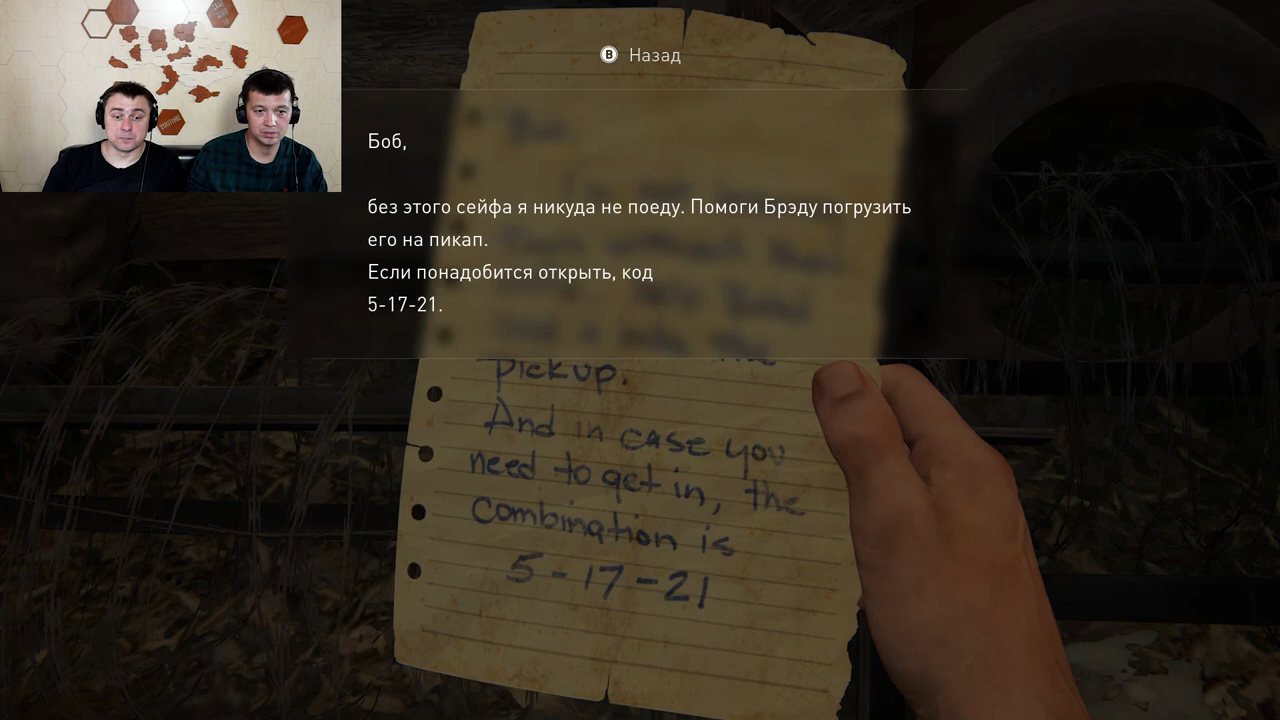 Назад
Боб,
без этого сейфа я никуда не поеду. Помоги Брэду погрузить
его на пикап.
Если понадобится открыть, код
5-17-21.
pickup.
And in case you
need to get in, the
combination is
5-17-21